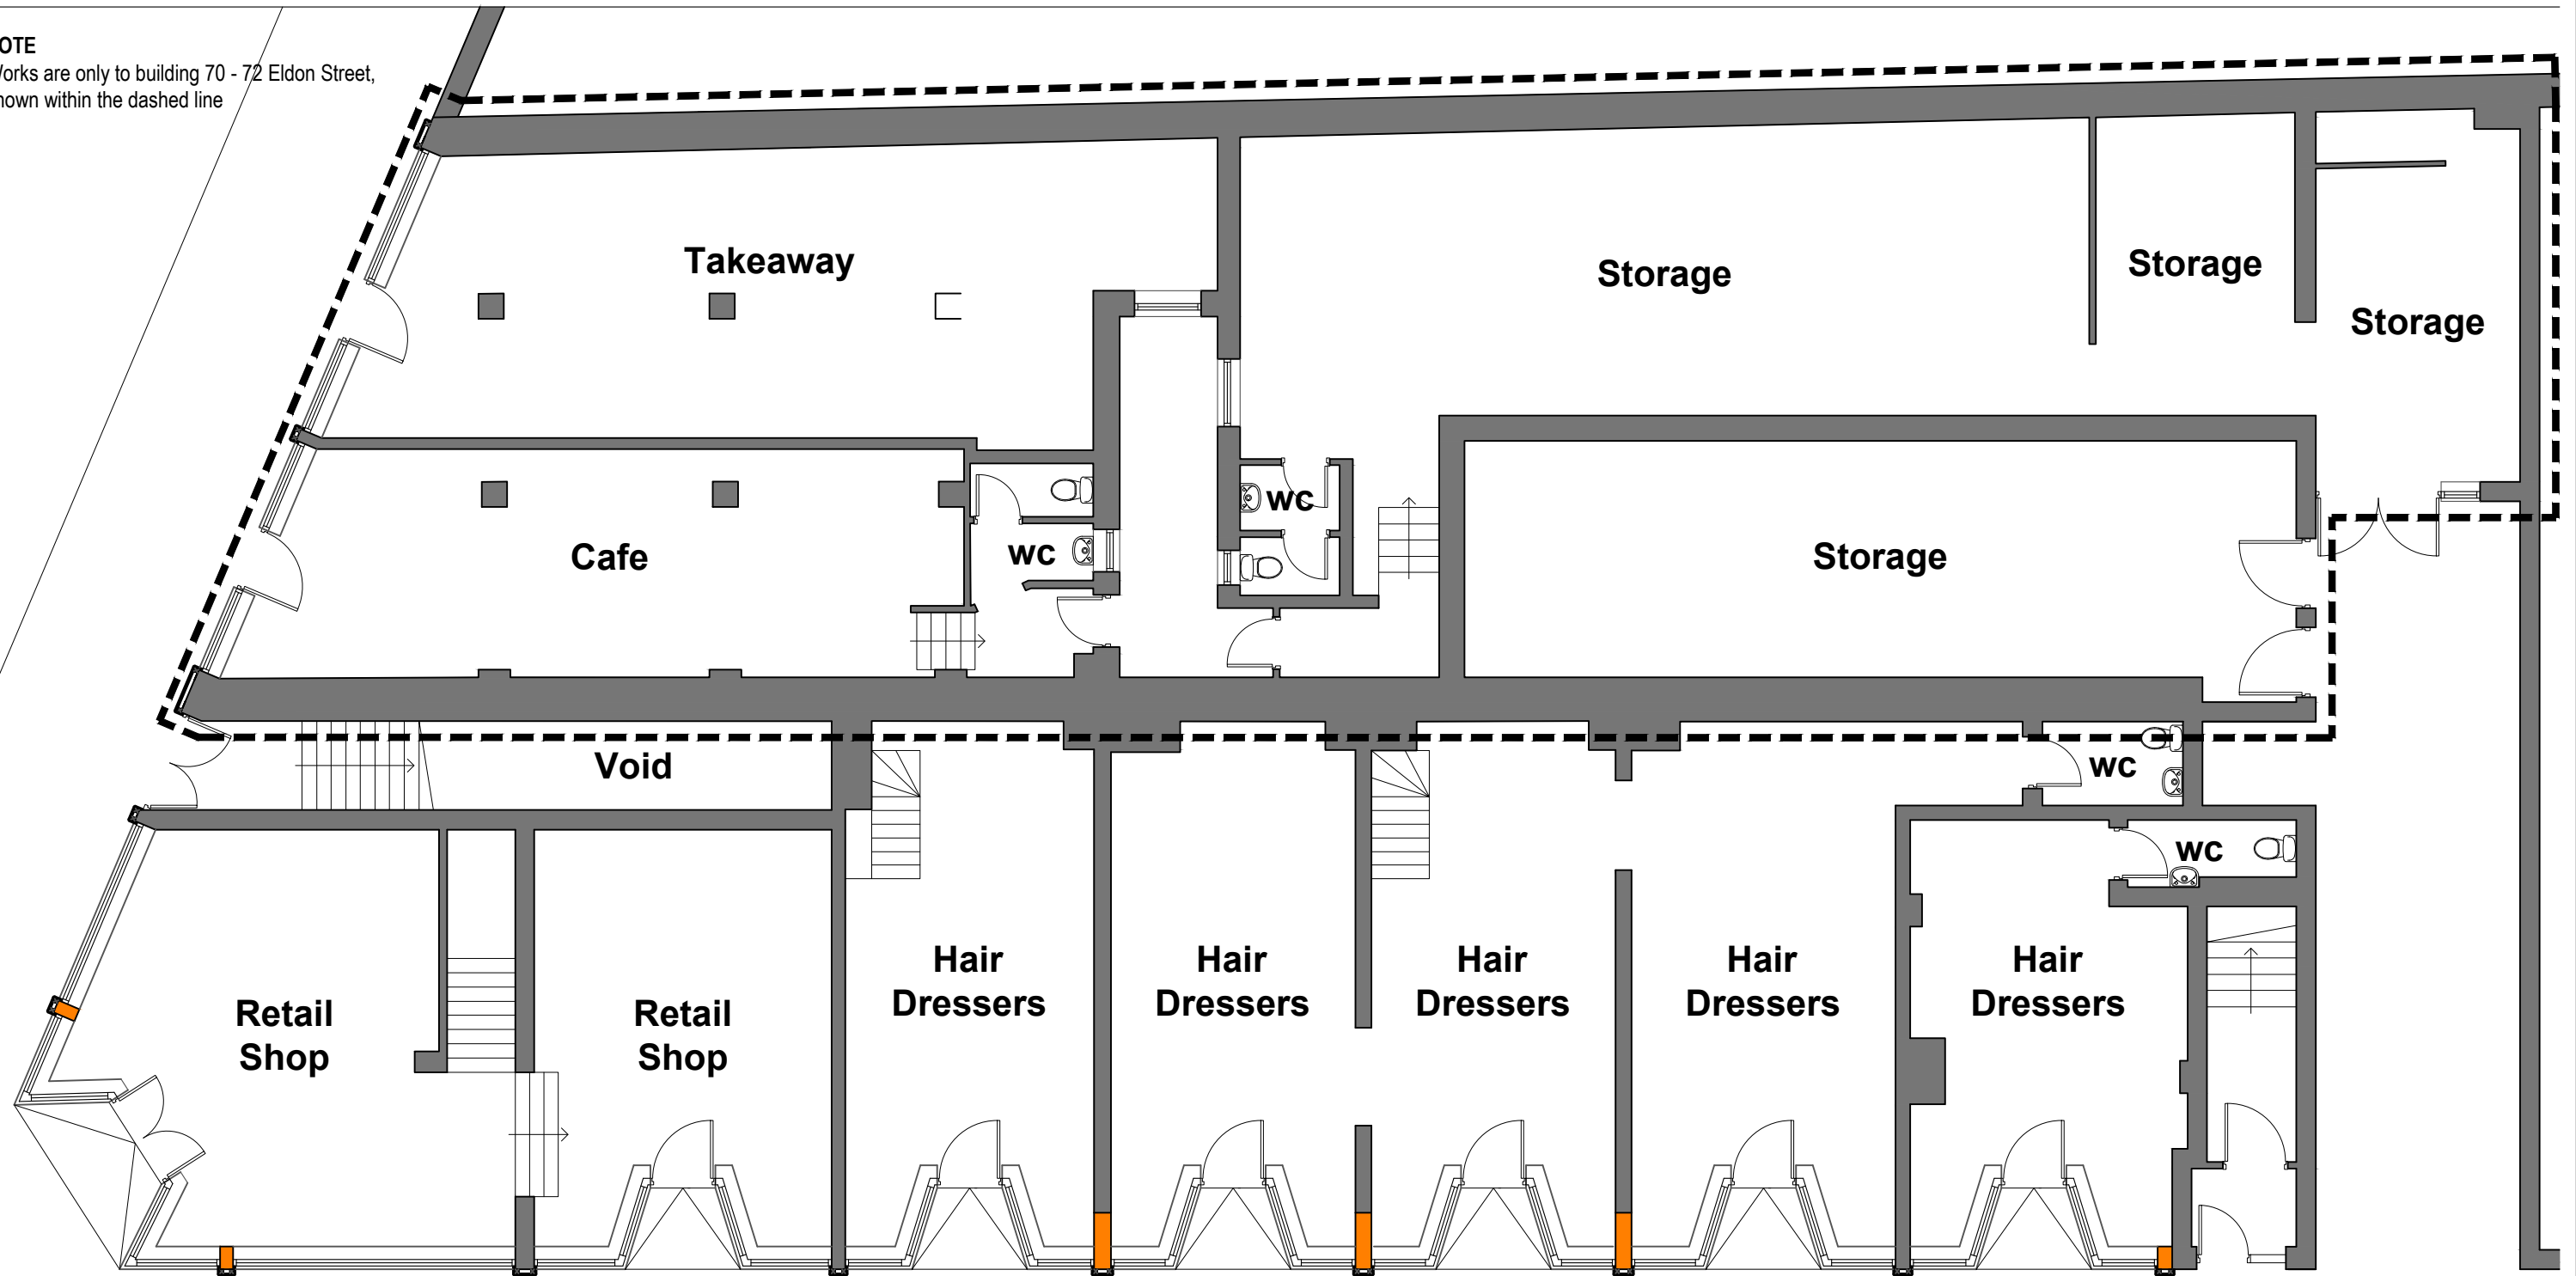 OTE
Works are only to building 70 - 72 Eldon Street,
hown within the dashed line
Takeaway
Storage
Storage
Storage
Cafe
wc
wc
Storage
Void
wc
wc
Retail
Shop
Retail
Shop
Hair
Dressers
Hair
Dressers
Hair
Dressers
Hair
Dressers
Hair
Dressers